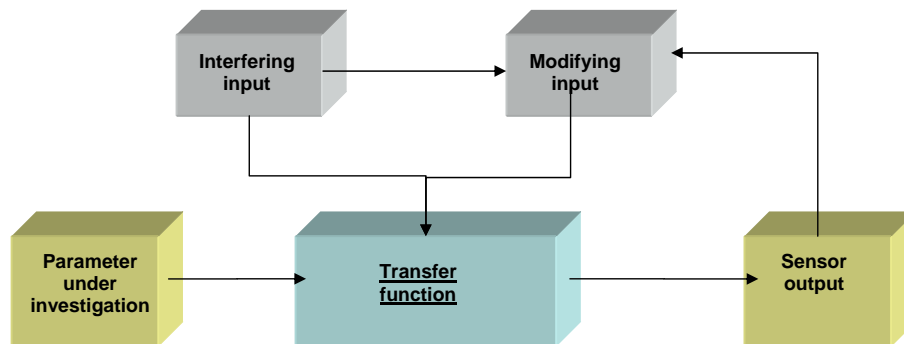 Interfering
input
Modifying
input
Parameter
under
investigation
Transfer
function
Sensor
output